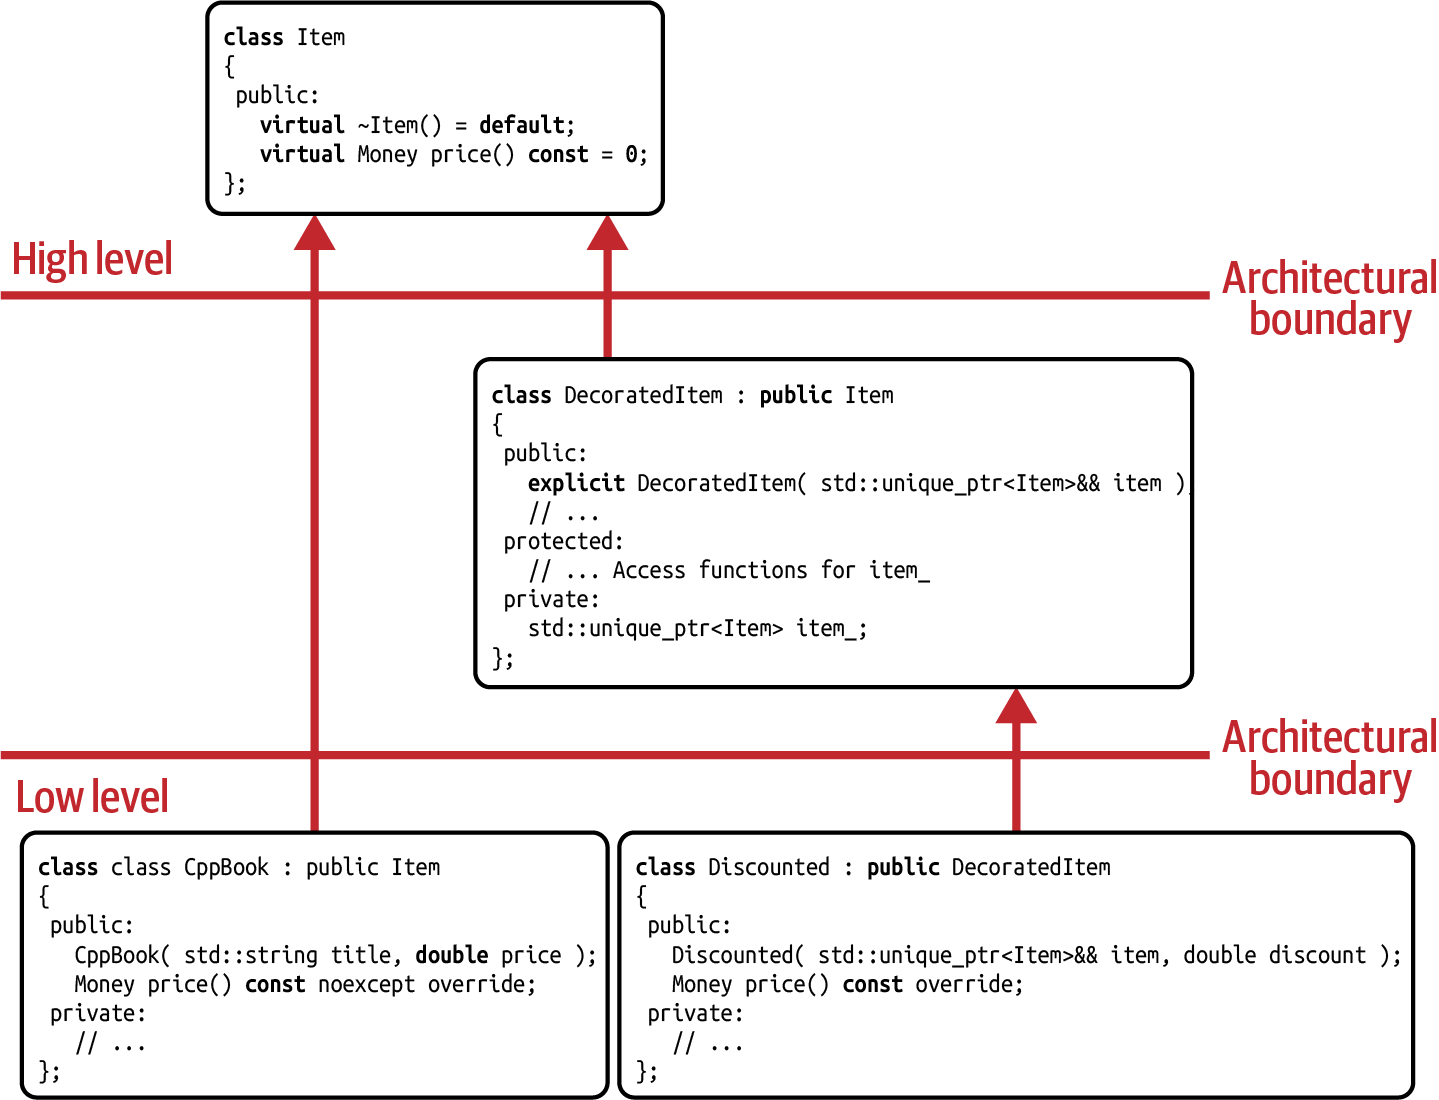 class Item
{
 public:
   virtual ~Item() = default;
   virtual Money price() const = 0;
};
High level
Architectural
boundary
class DecoratedItem : public Item
{
 public:
   explicit DecoratedItem( std::unique_ptr<Item>&& item )
   // ...
 protected:
   // ... Access functions for item_
 private:
   std::unique_ptr<Item> item_;
};
Architectural
boundary
Low level
class class CppBook : public Item
{
 public:
   CppBook( std::string title, double price );
   Money price() const noexcept override;
 private:
   // ...
};
class Discounted : public DecoratedItem
{
 public:
   Discounted( std::unique_ptr<Item>&& item, double discount );
   Money price() const override;
 private:
   // ...
};